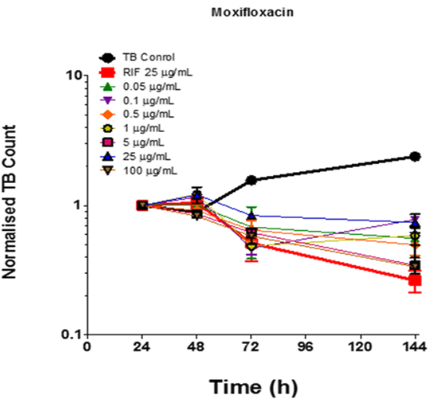 Moxifloxacin
TB Conrol
RIF 25 µg/mL
0.05 µg/mL
0.1 µg/mL
0.5 µg/mL
1 µg/mL
5 µg/mL
25 µg/mL
100 µg/mL
Normalised TB Count
10
1
0.1
0 24 48 72 96 120 144
Time (h)